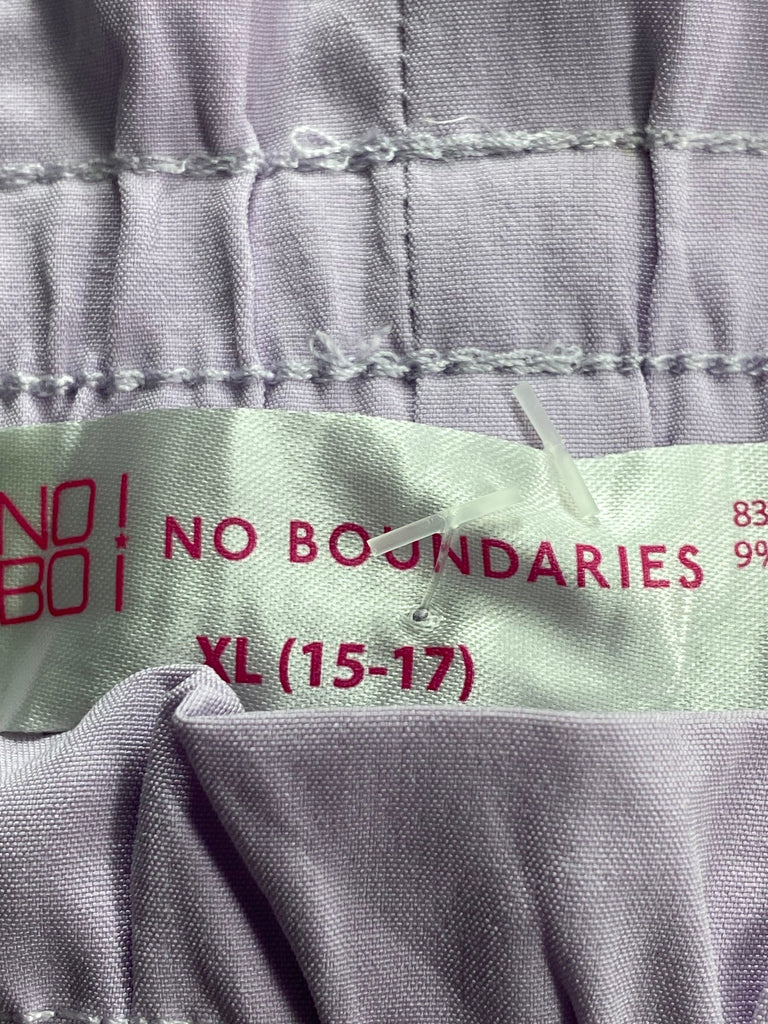 NO!
BO¡
NO BOUNDARIES
XL (15-17)
83
9%